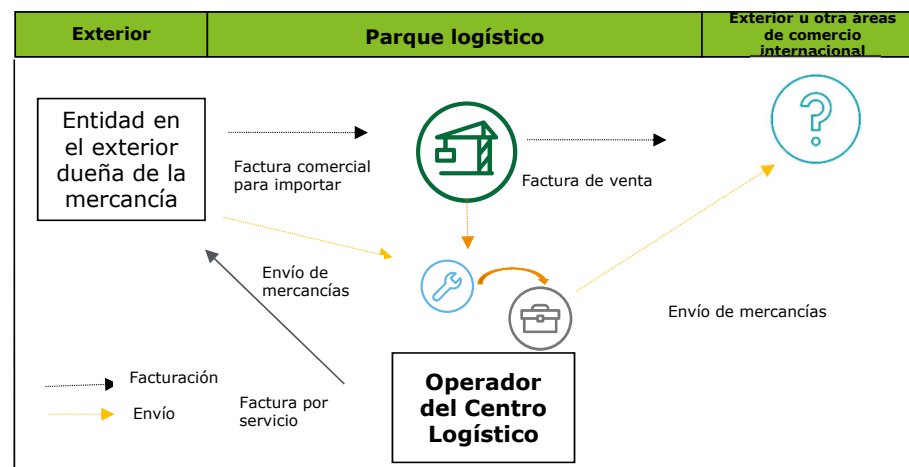 Exterior
Parque logístico
Exterior u otra áreas
de comercio
internacional
Entidad en
el exterior
dueña de la
mercancía
Factura comercial
para importar
Factura de venta
Envío de
mercancías
Envío de mercancías
Facturación
Envío
Factura por
servicio
Operador
del Centro
Logístico